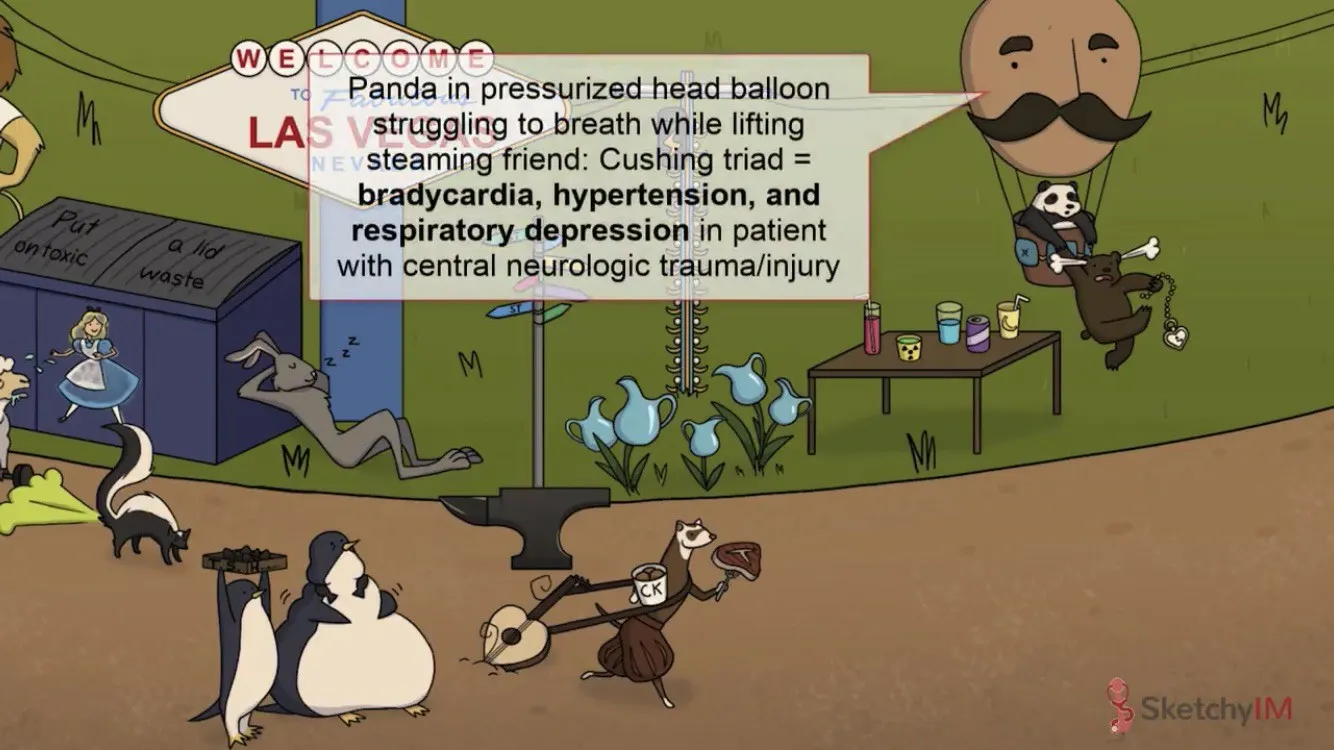 WELCOME
TO Fabulous
LAS VEGAS
NEV
Panda in pressurized head balloon
struggling to breath while lifting
steaming friend: Cushing triad =
bradycardia, hypertension, and
respiratory depression in patient
with central neurologic trauma/injury
Put a lid
on toxic waste
z z z
ST
CK
SketchyIM